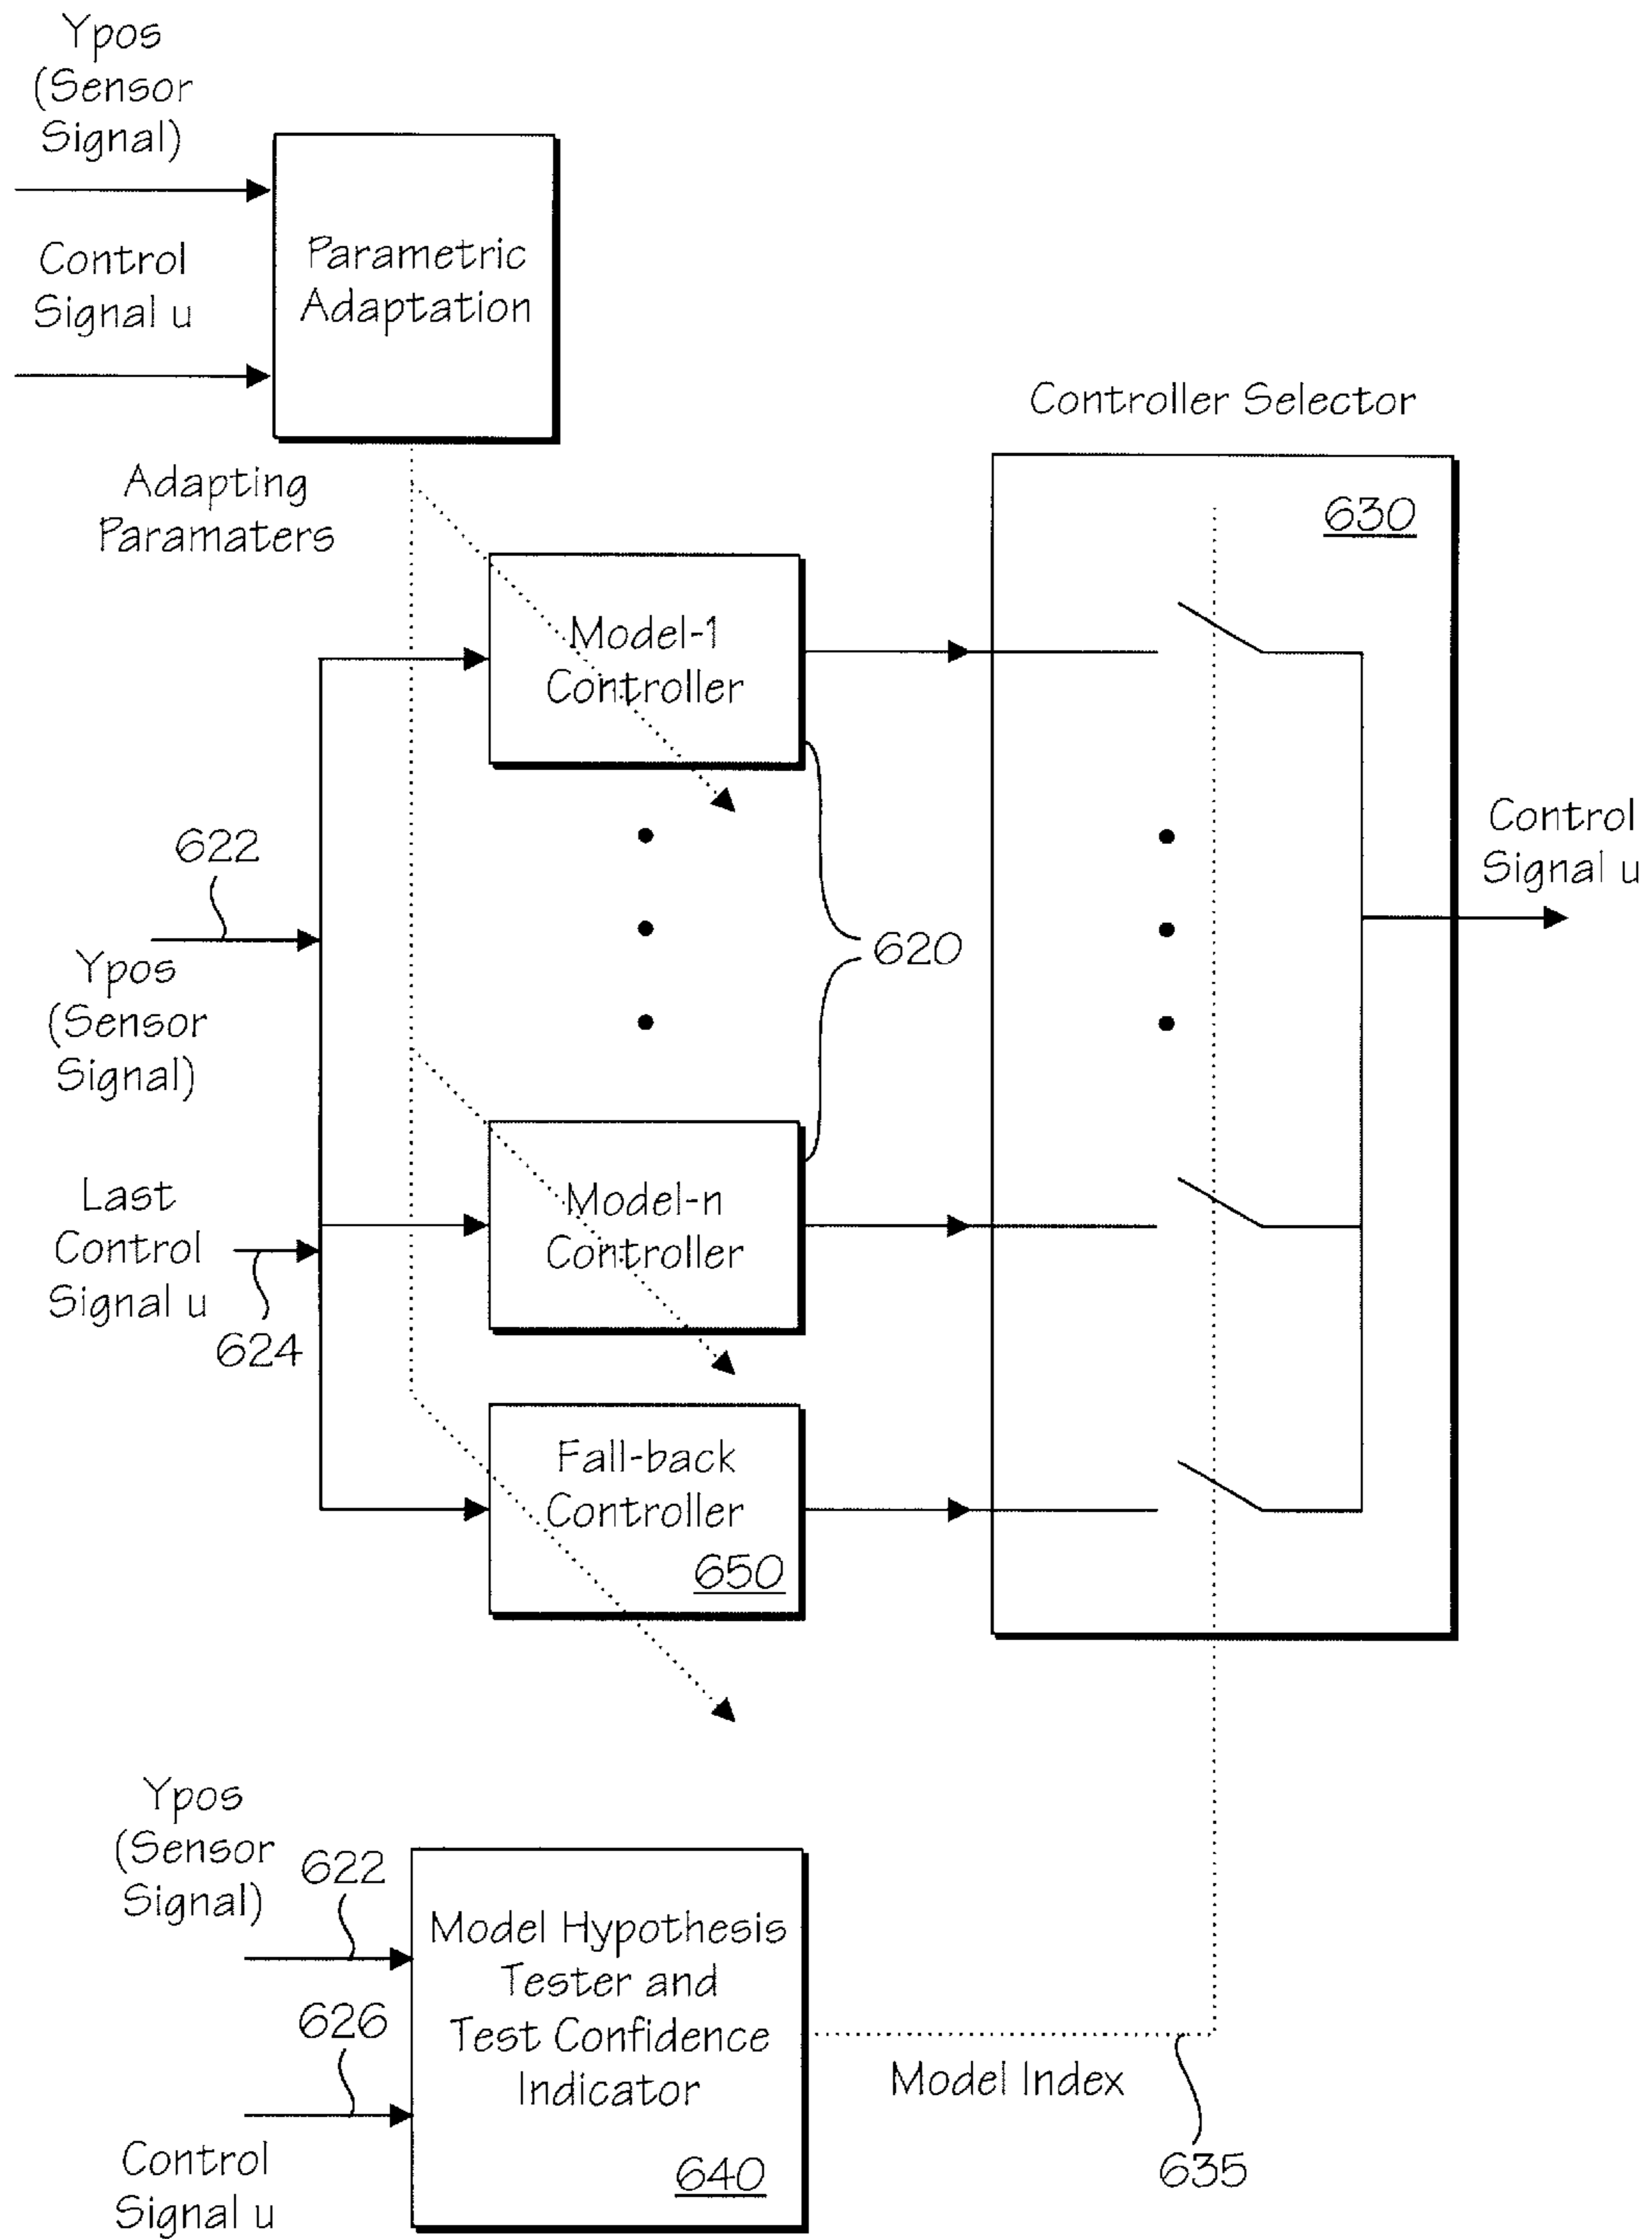 Ypos
(Sensor
Signal)
Control
Signal u
Parametric
Adaptation
Adapting
Paramaters
Controller Selector
630
Model-1
Controller
620
622
Ypos
(Sensor
Signal)
Control
Signal u
Last
Control
Signal u
624
Model-n
Controller
Fall-back
Controller
650
Ypos
(Sensor
Signal)
622
626
Control
Signal u
Model Hypothesis
Tester and
Test Confidence
Indicator
640
Model Index
635